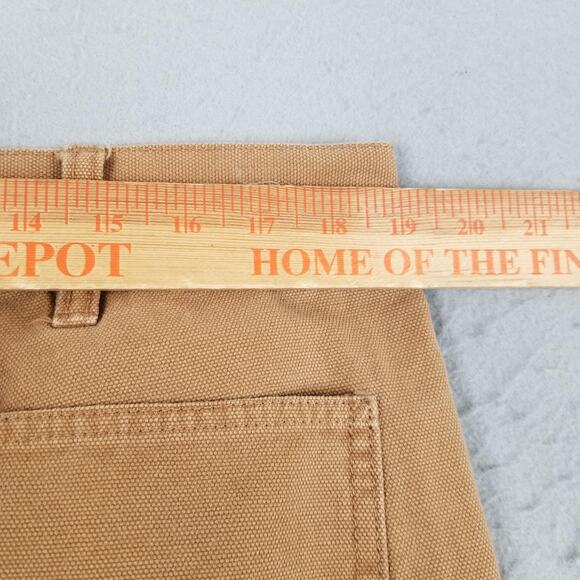 14 15 16 17 18 19 20 21
EPOT HOME OF THE FIN